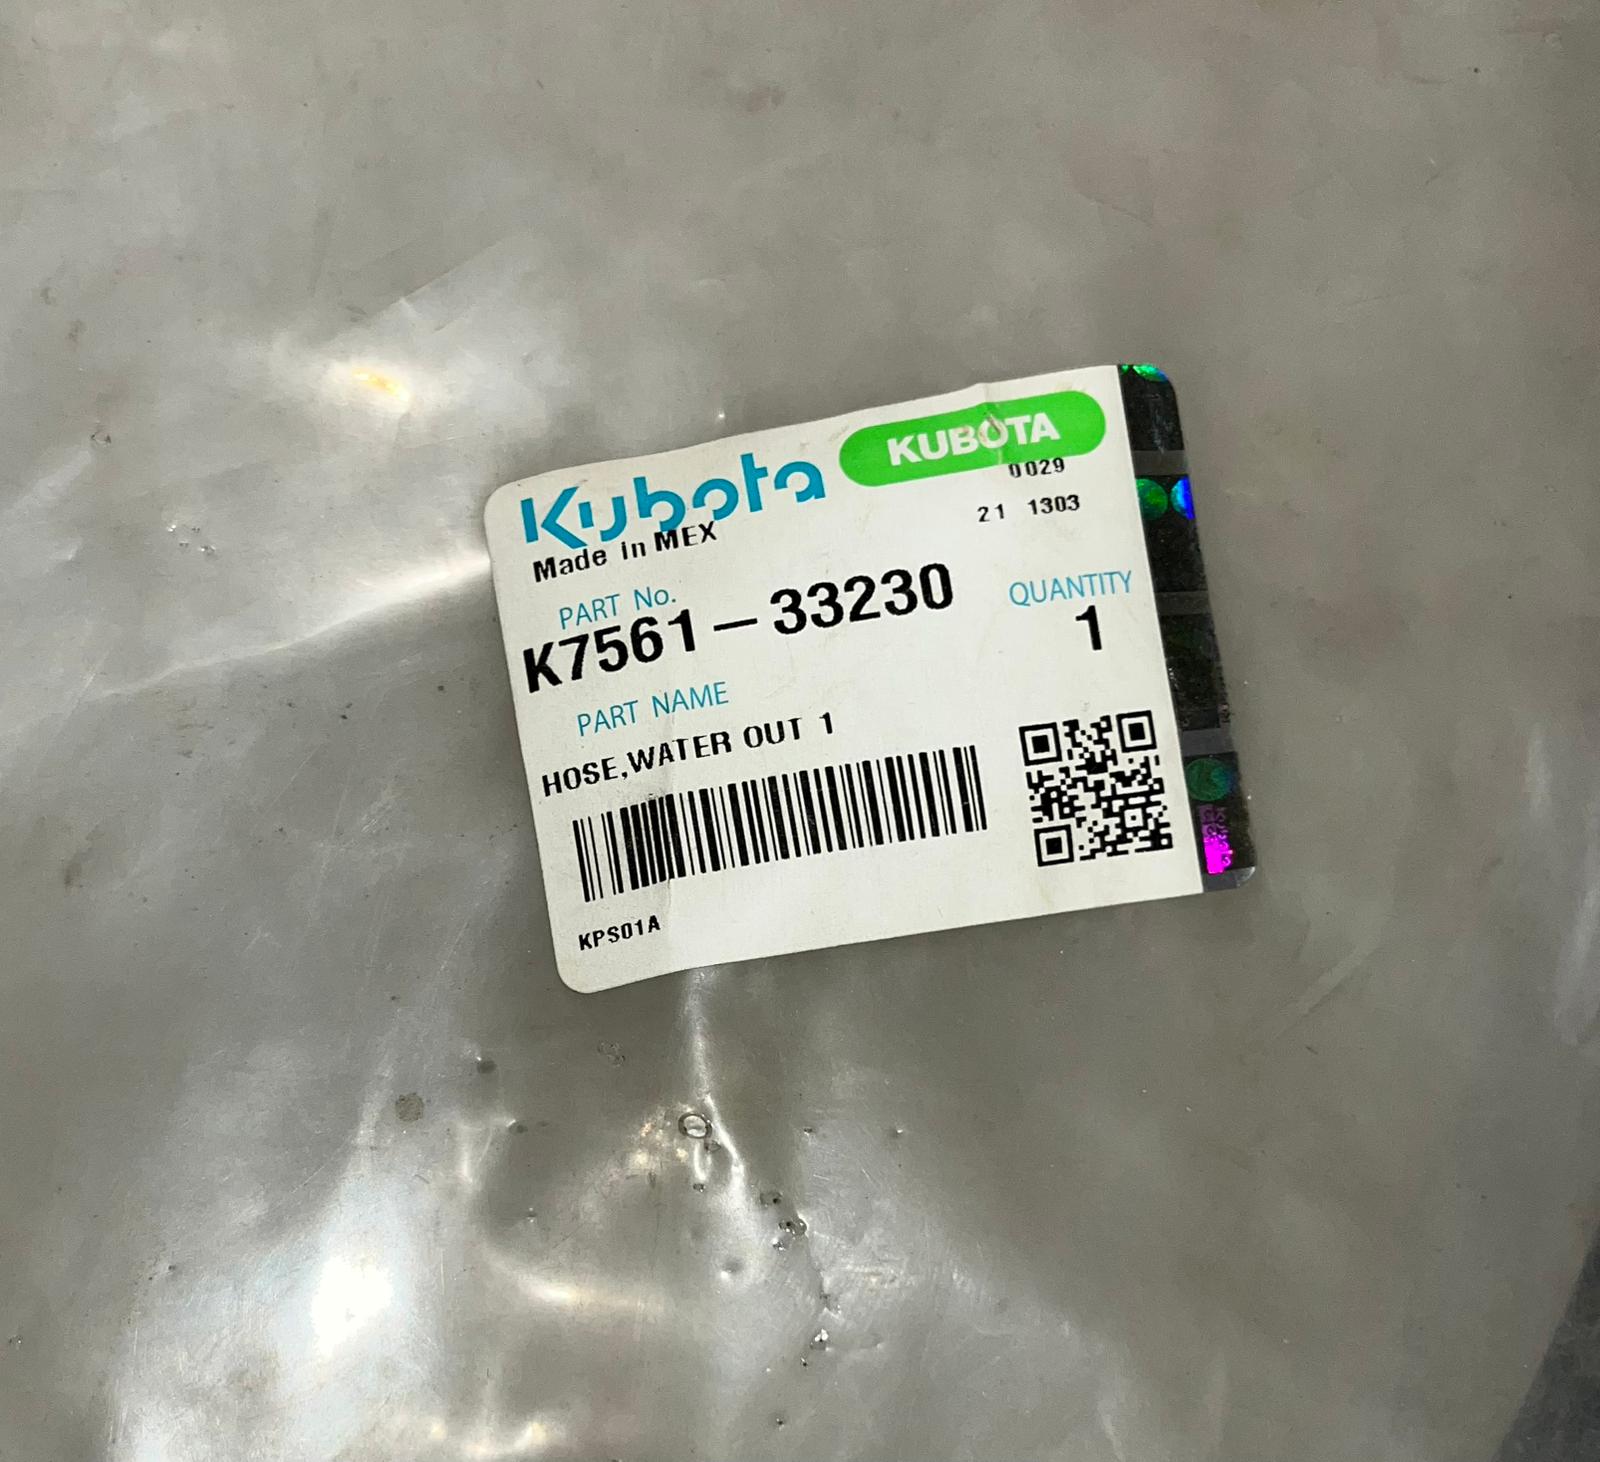 Kubota
KUBOTA
0029
Made in MEX
21 1303
PART No.
K7561-33230
QUANTITY
1
PART NAME
HOSE,WATER OUT 1
KPS01A